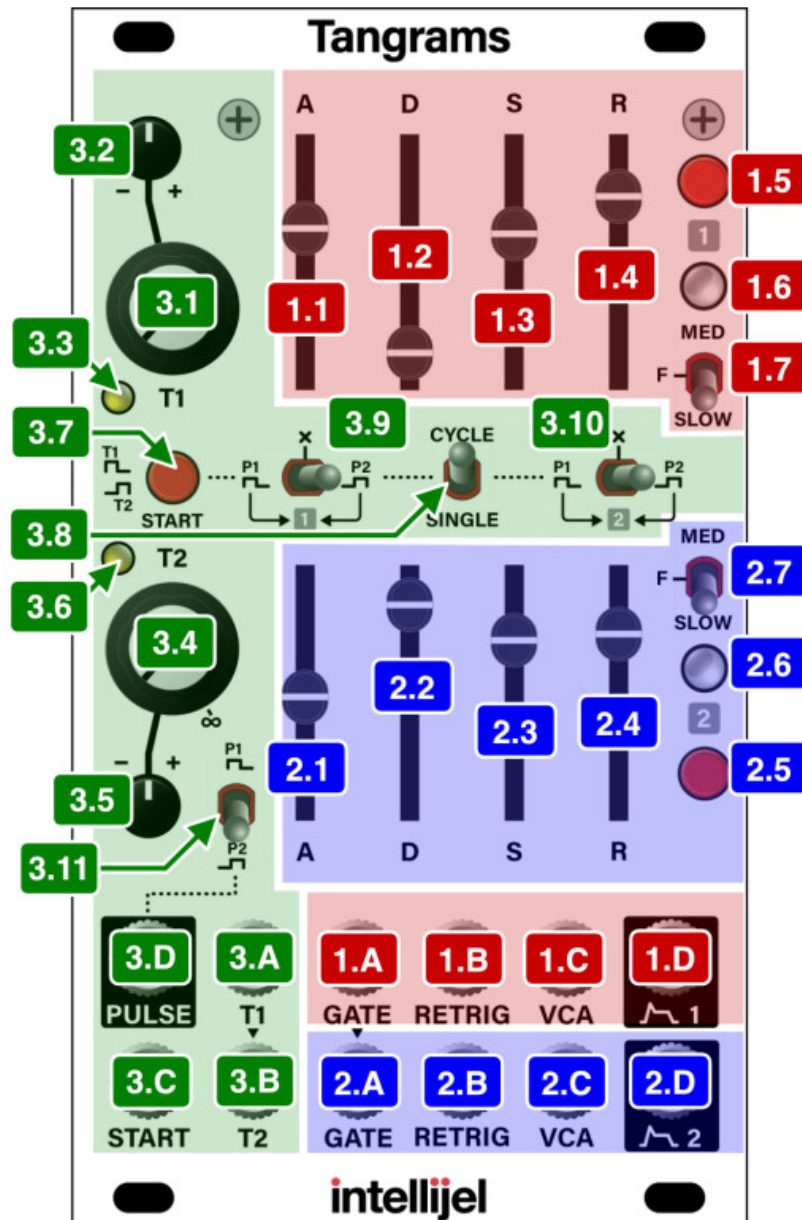 Tangrams
A D S R
3.2
- +
1.5
1
1.2
1.4
3.1
1.1
1.3
1.6
MED
3.3
T1
F
1.7
SLOW
3.9
3.10
3.7
X CYCLE X
T1
P1 P2 P1 P2
T2
START
1 SINGLE 2
3.8
T2
MED
3.6
F
2.7
SLOW
3.4
2.2
2.6
2.3
2.4
2
∞
2.1
P1
- +
3.5
2.5
3.11
P2
A D S R
3.D 3.A 1.A 1.B 1.C 1.D
PULSE T1 GATE RETRIG VCA 1
3.C 3.B 2.A 2.B 2.C 2.D
START T2 GATE RETRIG VCA 2
intellijel